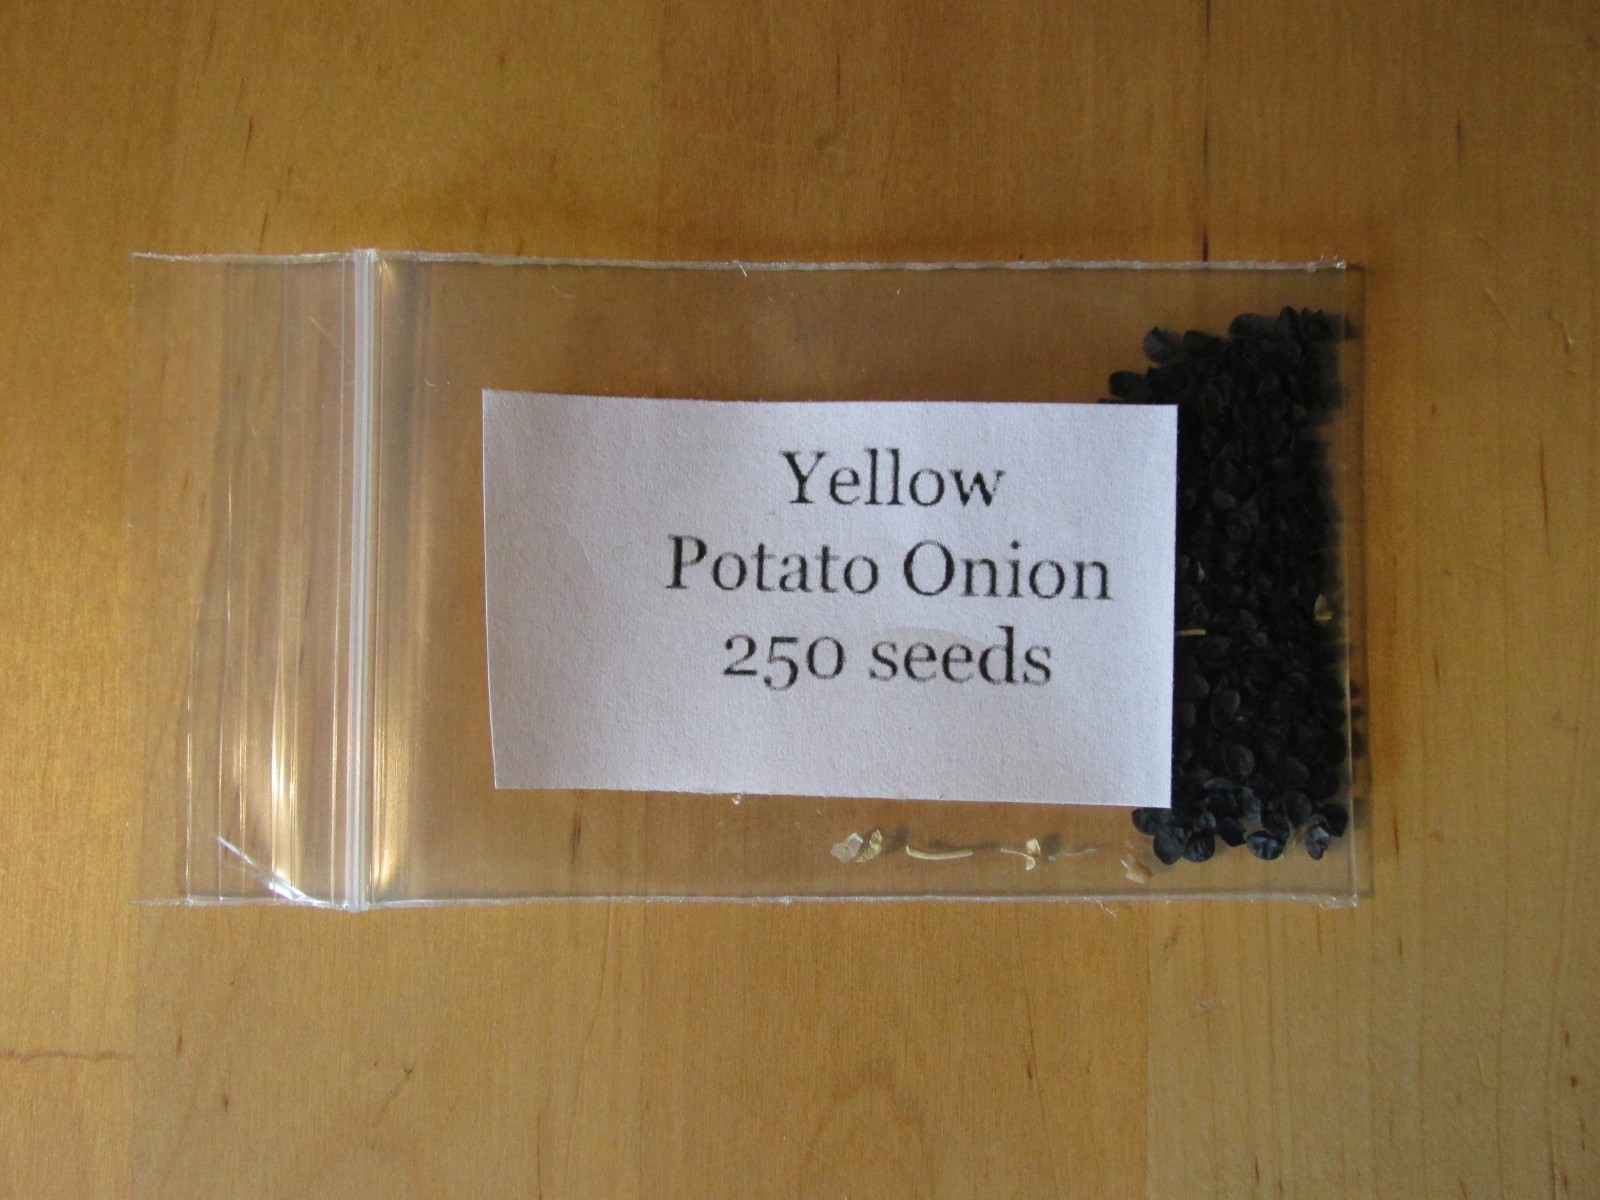 Yellow
Potato Onion
250 seeds